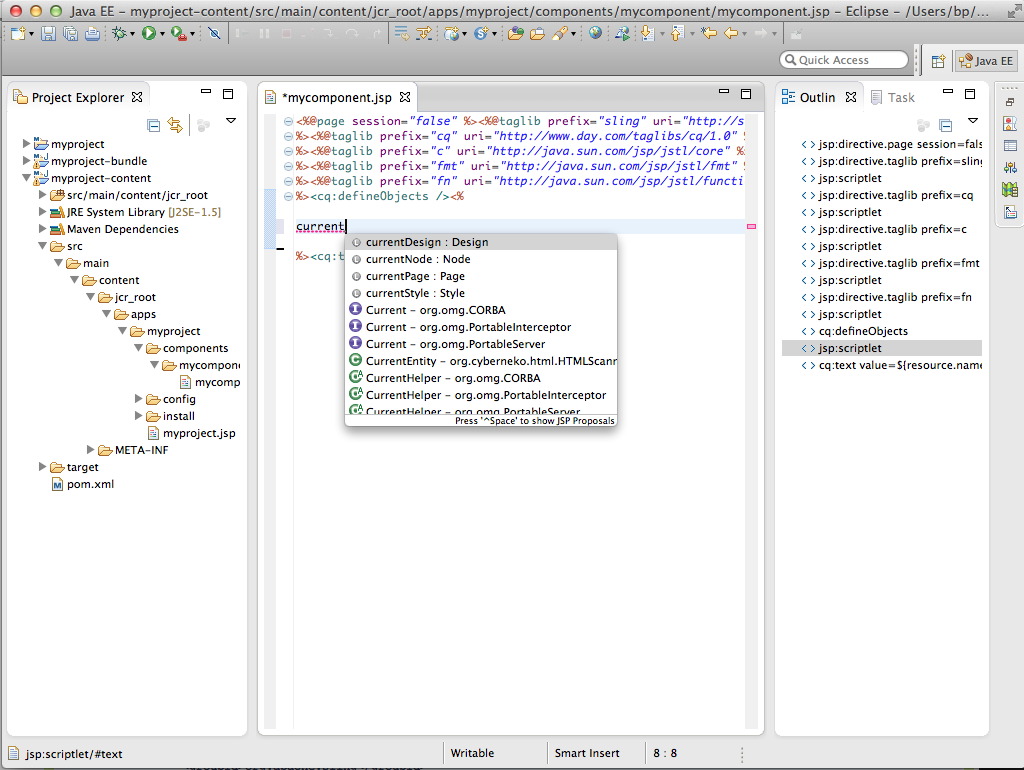 Java EE – myproject-content/src/main/content/jcr_root/apps/myproject/components/mycomponent/mycomponent.jsp – Eclipse – /Users/bp/...
Quick Access
Java EE
Project Explorer
myproject
myproject-bundle
myproject-content
src/main/content/jcr_root
JRE System Library [J2SE-1.5]
Maven Dependencies
src
main
content
jcr_root
apps
myproject
components
mycompone
mycomp
config
install
myproject.jsp
META-INF
target
pom.xml
*mycomponent.jsp
<%@page session="false" %><%@taglib prefix="sling" uri="http://s
%><%@taglib prefix="cq" uri="http://www.day.com/taglibs/cq/1.0" %
%><%@taglib prefix="c" uri="http://java.sun.com/jsp/jstl/core" %
%><%@taglib prefix="fmt" uri="http://java.sun.com/jsp/jstl/fmt" %
%><%@taglib prefix="fn" uri="http://java.sun.com/jsp/jstl/functi
%><cq:defineObjects /><%
current
%><cq:t
currentDesign : Design
currentNode : Node
currentPage : Page
currentStyle : Style
Current – org.omg.CORBA
Current – org.omg.PortableInterceptor
Current – org.omg.PortableServer
CurrentEntity – org.cyberneko.html.HTMLScanr
CurrentHelper – org.omg.CORBA
CurrentHelper – org.omg.PortableInterceptor
CurrentHelper – org.omg.PortableServer
Press '^Space' to show JSP Proposals
Outlin
Task
jsp:directive.page session=fals
jsp:directive.taglib prefix=sling
jsp:scriptlet
jsp:directive.taglib prefix=cq
jsp:scriptlet
jsp:directive.taglib prefix=c
jsp:scriptlet
jsp:directive.taglib prefix=fmt
jsp:scriptlet
jsp:directive.taglib prefix=fn
jsp:scriptlet
cq:defineObjects
jsp:scriptlet
cq:text value=${resource.name
jsp:scriptlet/#text
Writable
Smart Insert
8 : 8